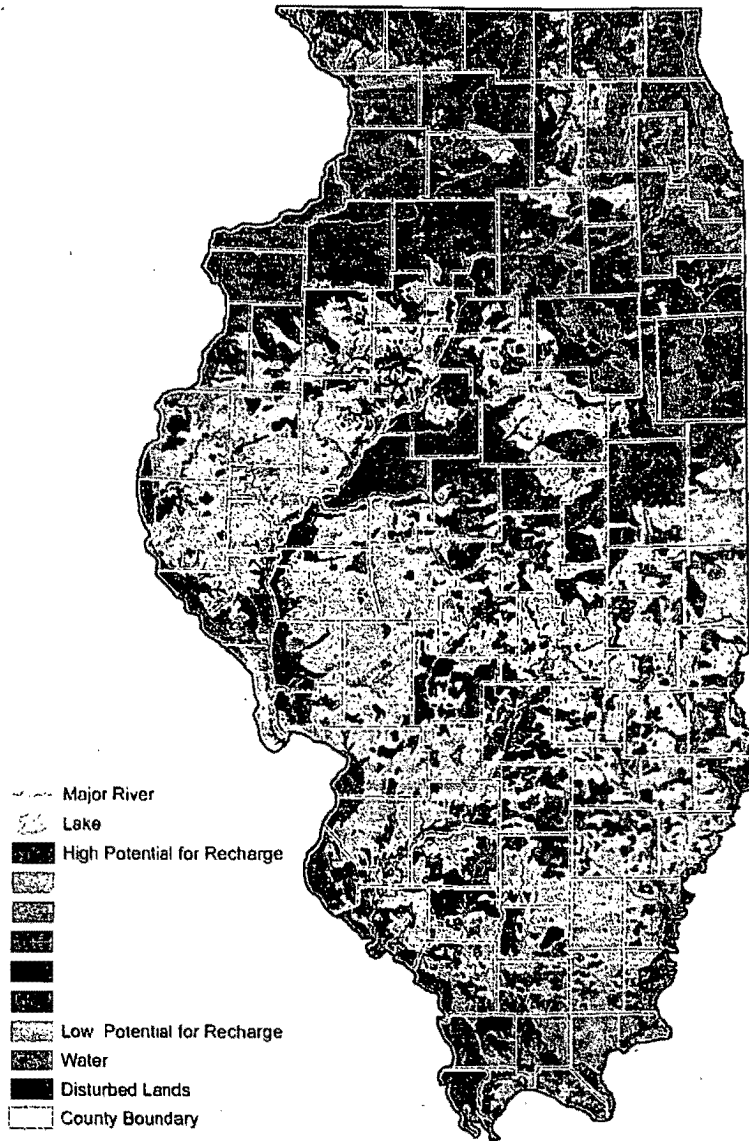 Major River
Lake
High Potential for Recharge
Low Potential for Recharge
Water
Disturbed Lands
County Boundary